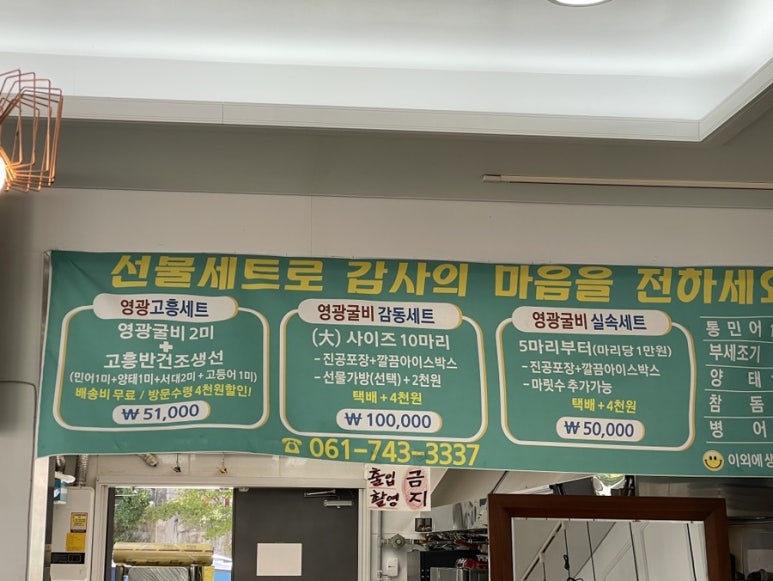 선물세트로 감사의 마음을 전하세요
영광고흥세트
영광굴비 2미
+
고흥반건조생선
(민어1미+양태1미+서대2미+고등어 1미)
배송비 무료 / 방문수령 4천원할인!
₩ 51,000
영광굴비 감동세트
(大) 사이즈 10마리
- 진공포장+깔끔아이스박스
- 선물가방(선택) + 2천원
택배 + 4천원
₩ 100,000
영광굴비 실속세트
5마리부터(마리당 1만원)
- 진공포장+깔끔아이스박스
- 마릿수 추가가능
택배 + 4천원
₩ 50,000
통 민 어
부세조기
양 태
참 돔
병 어
이외에 생
☎ 061-743-3337
출입 금
촬영 지